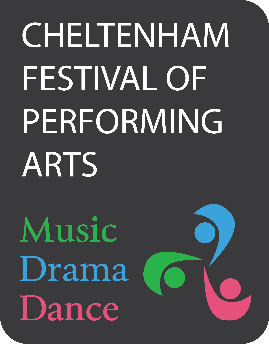 CHELTENHAM
FESTIVAL OF
PERFORMING
ARTS
Music
Drama
Dance